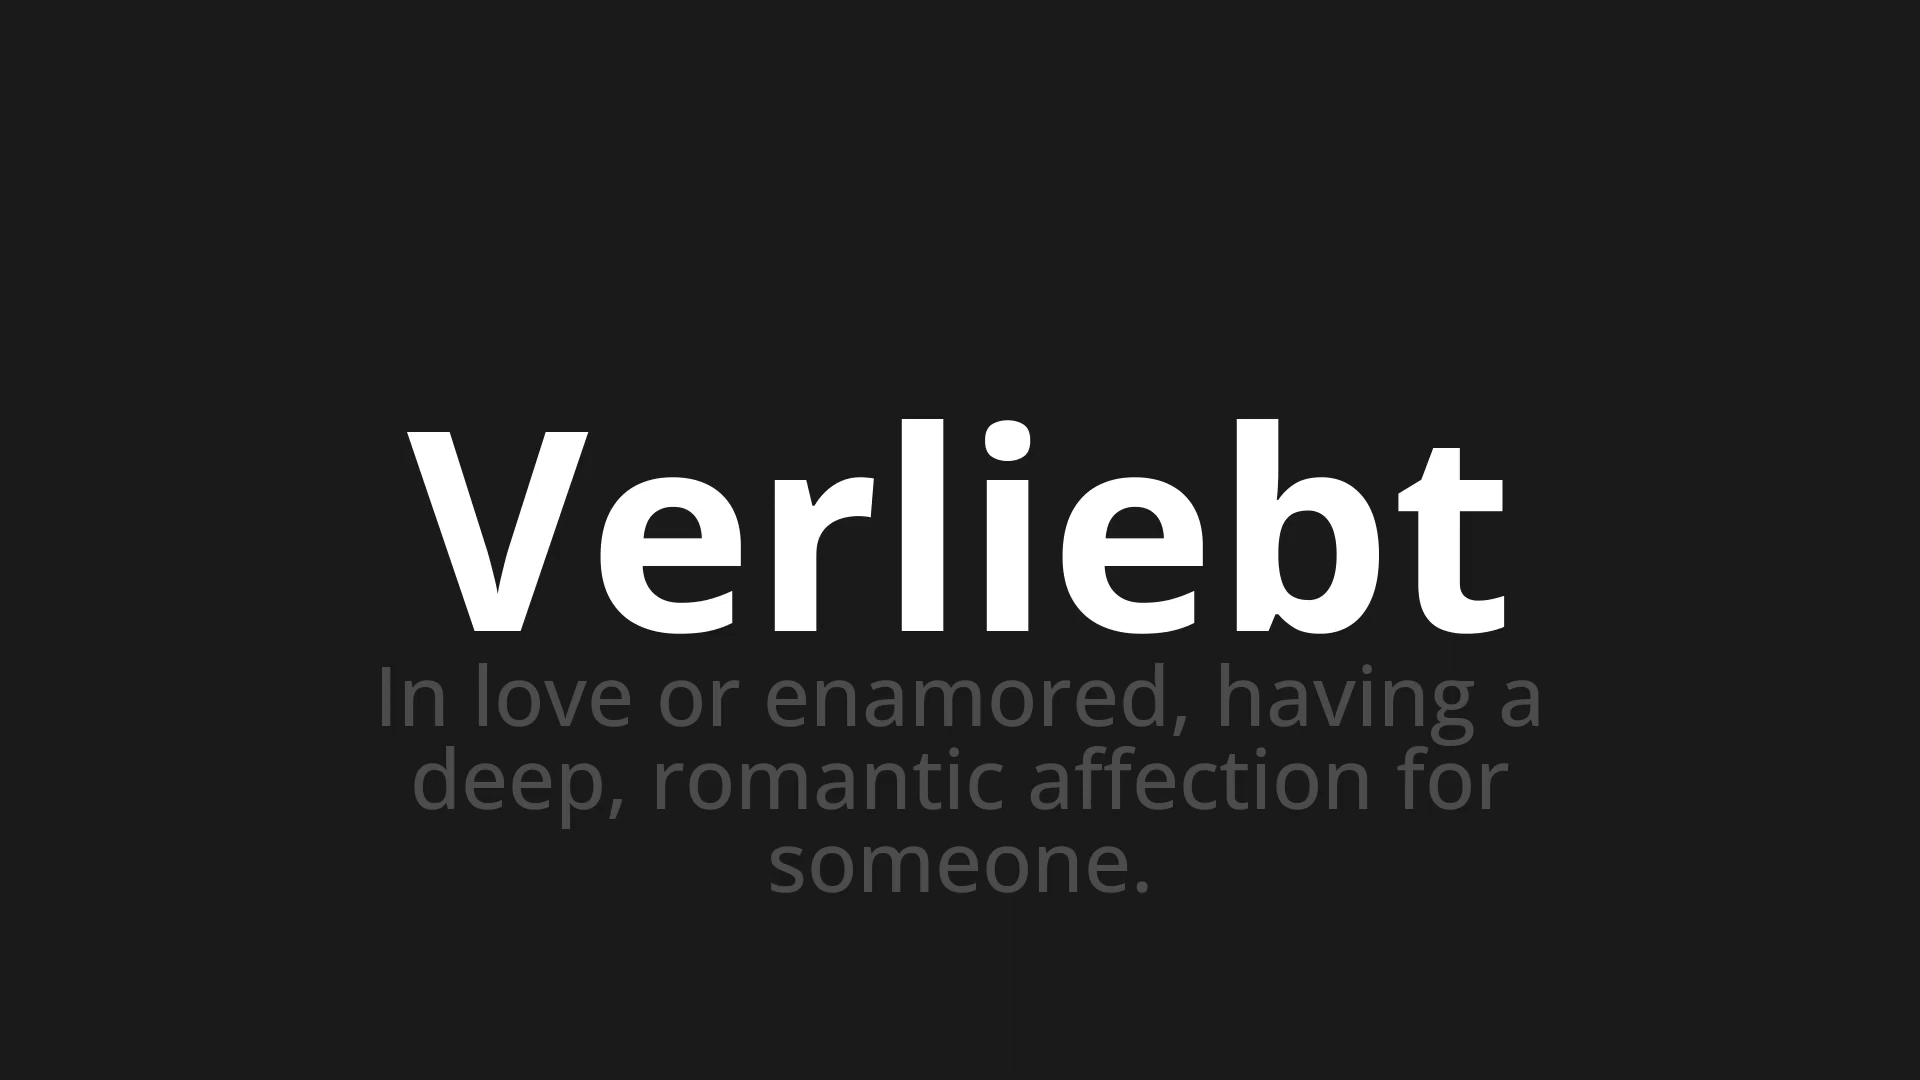 Verliebt
In love or enamored, having a
deep, romantic affection for
someone.